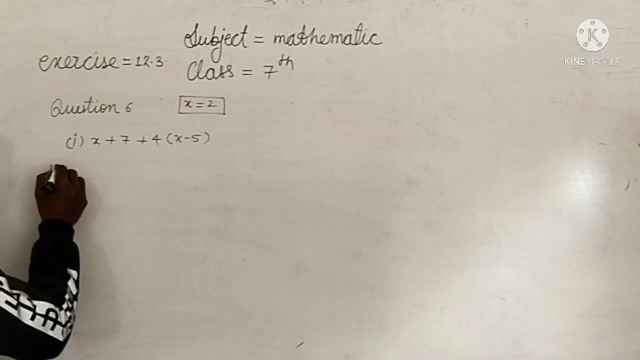 Subject = mathematic
exercise = 12.3
Class = 7th
Question 6 x = 2
(i) x + 7 + 4 (x - 5)
K
KINEMASTER